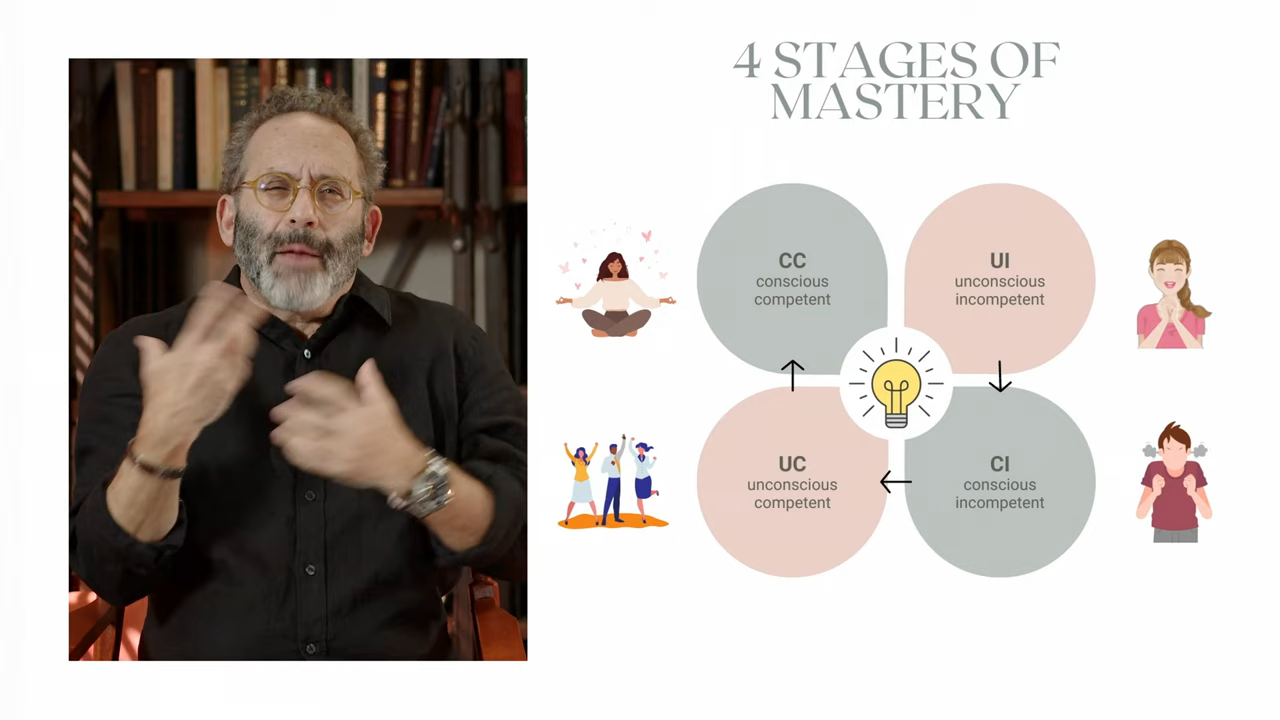 4 STAGES OF
MASTERY
CC
conscious
competent
UI
unconscious
incompetent
UC
unconscious
competent
CI
conscious
incompetent